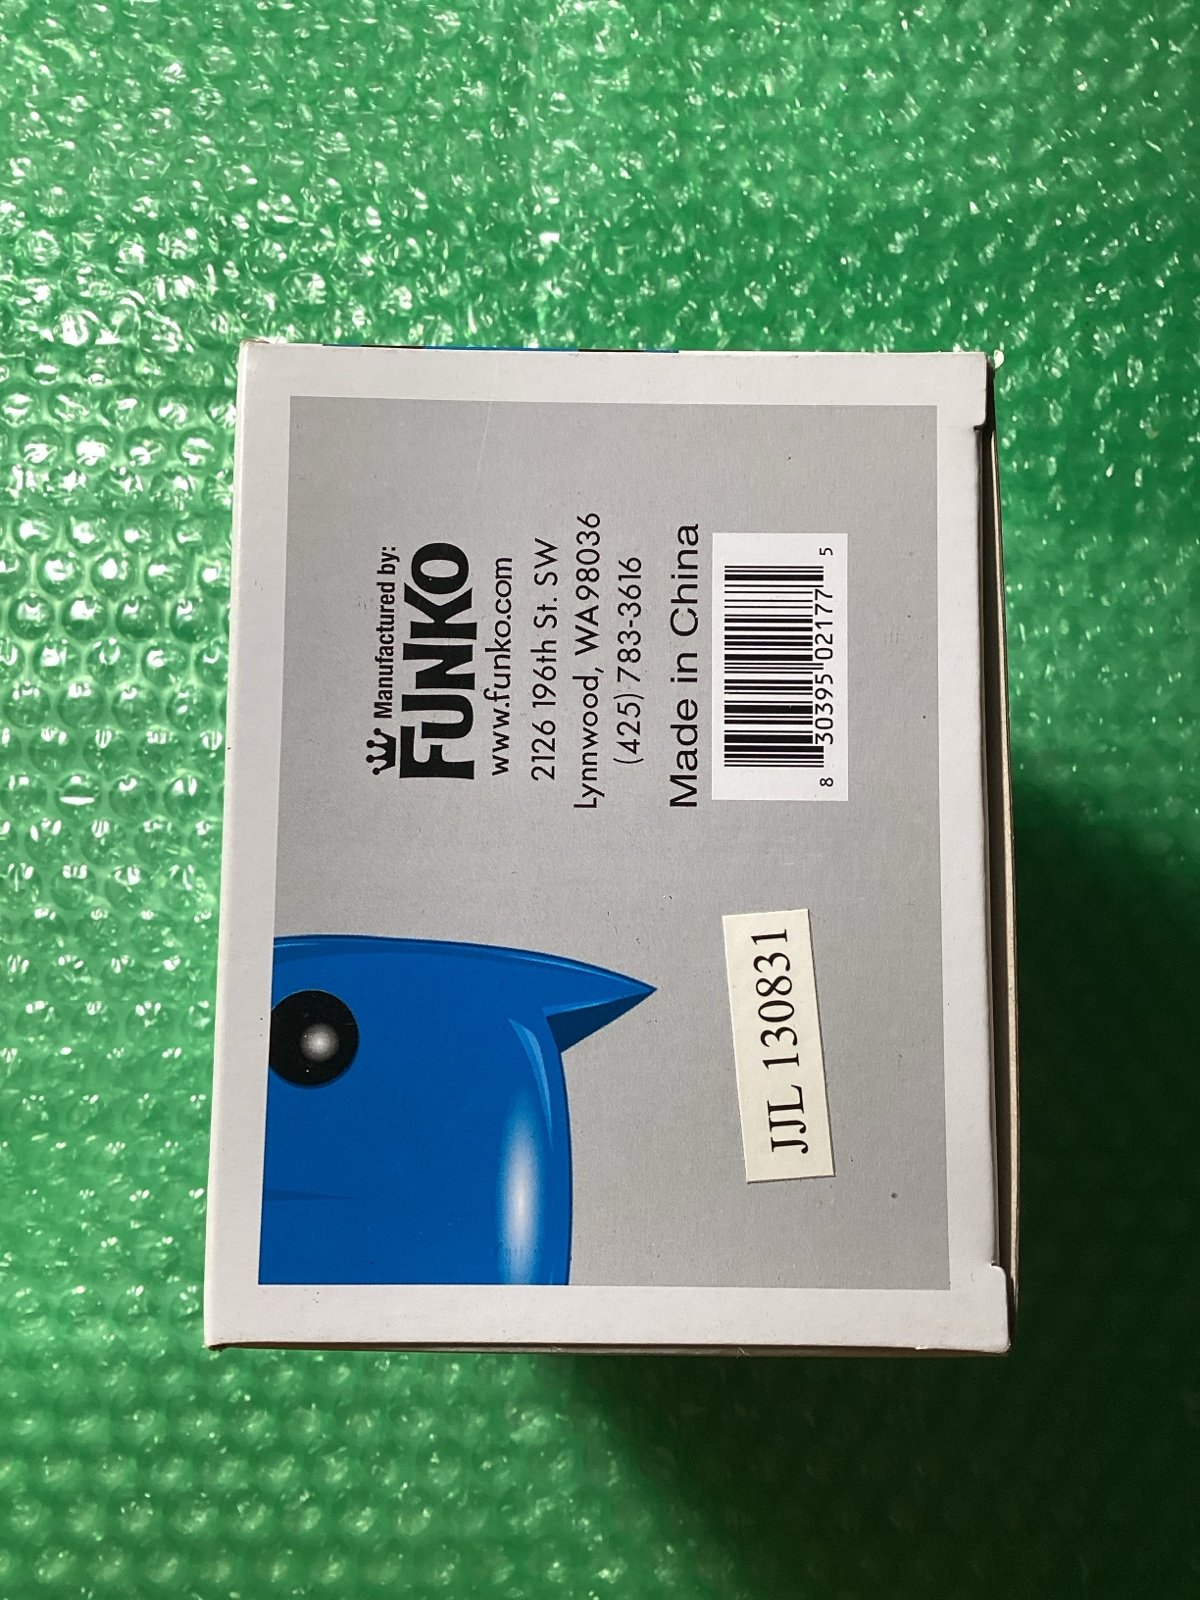 Manufactured by:
FUNKO
www.funko.com
2126 196th St. SW
Lynnwood, WA 98036
(425) 783-3616
Made in China
8 30395 02177 5
JJL 130831